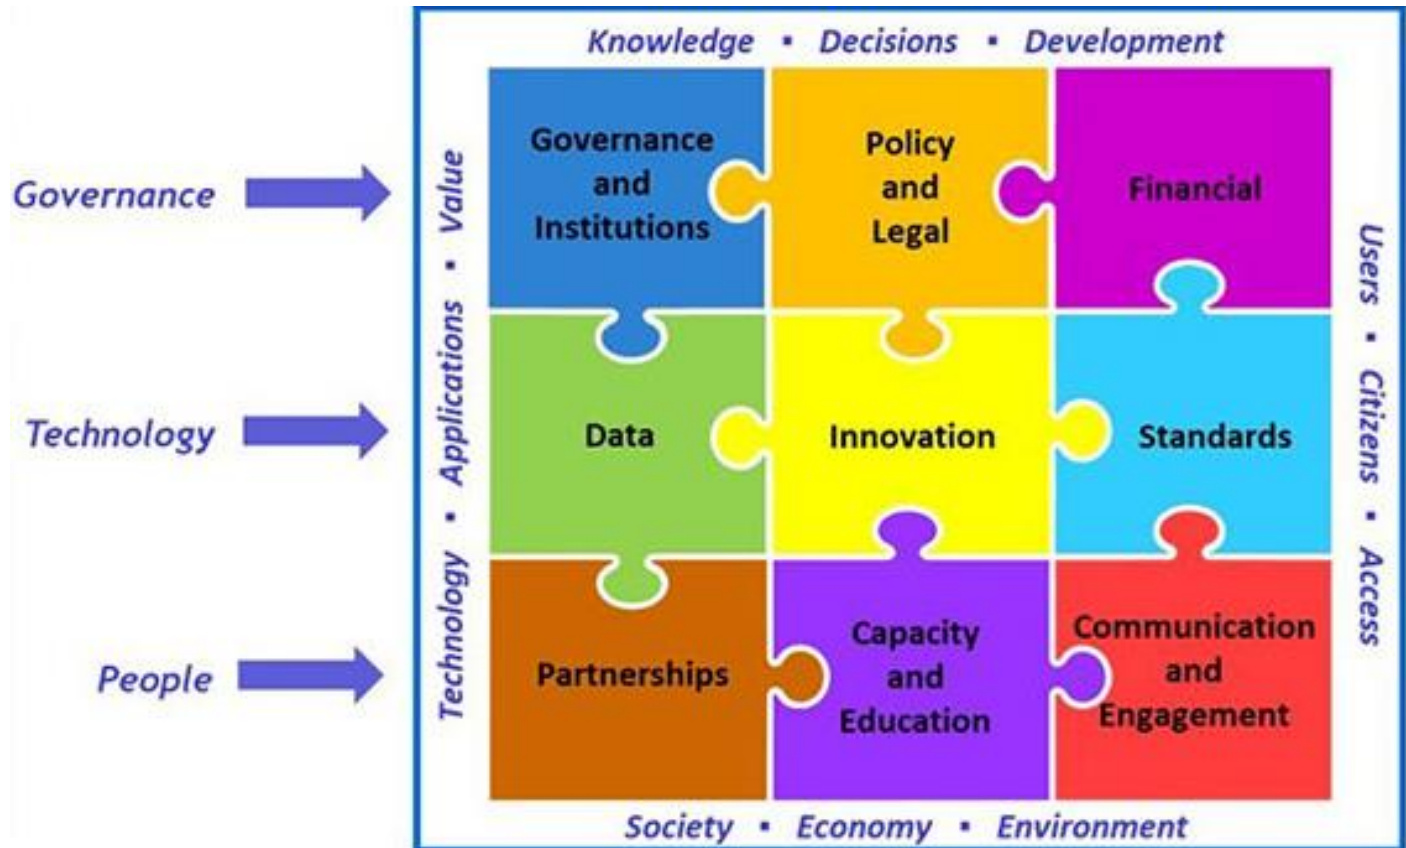 Knowledge ▪ Decisions ▪ Development
Governance
Technology
People
Technology ▪ Applications ▪ Value
Governance
and
Institutions
Policy
and
Legal
Financial
Data
Innovation
Standards
Partnerships
Capacity
and
Education
Communication
and
Engagement
Users ▪ Citizens ▪ Access
Society ▪ Economy ▪ Environment